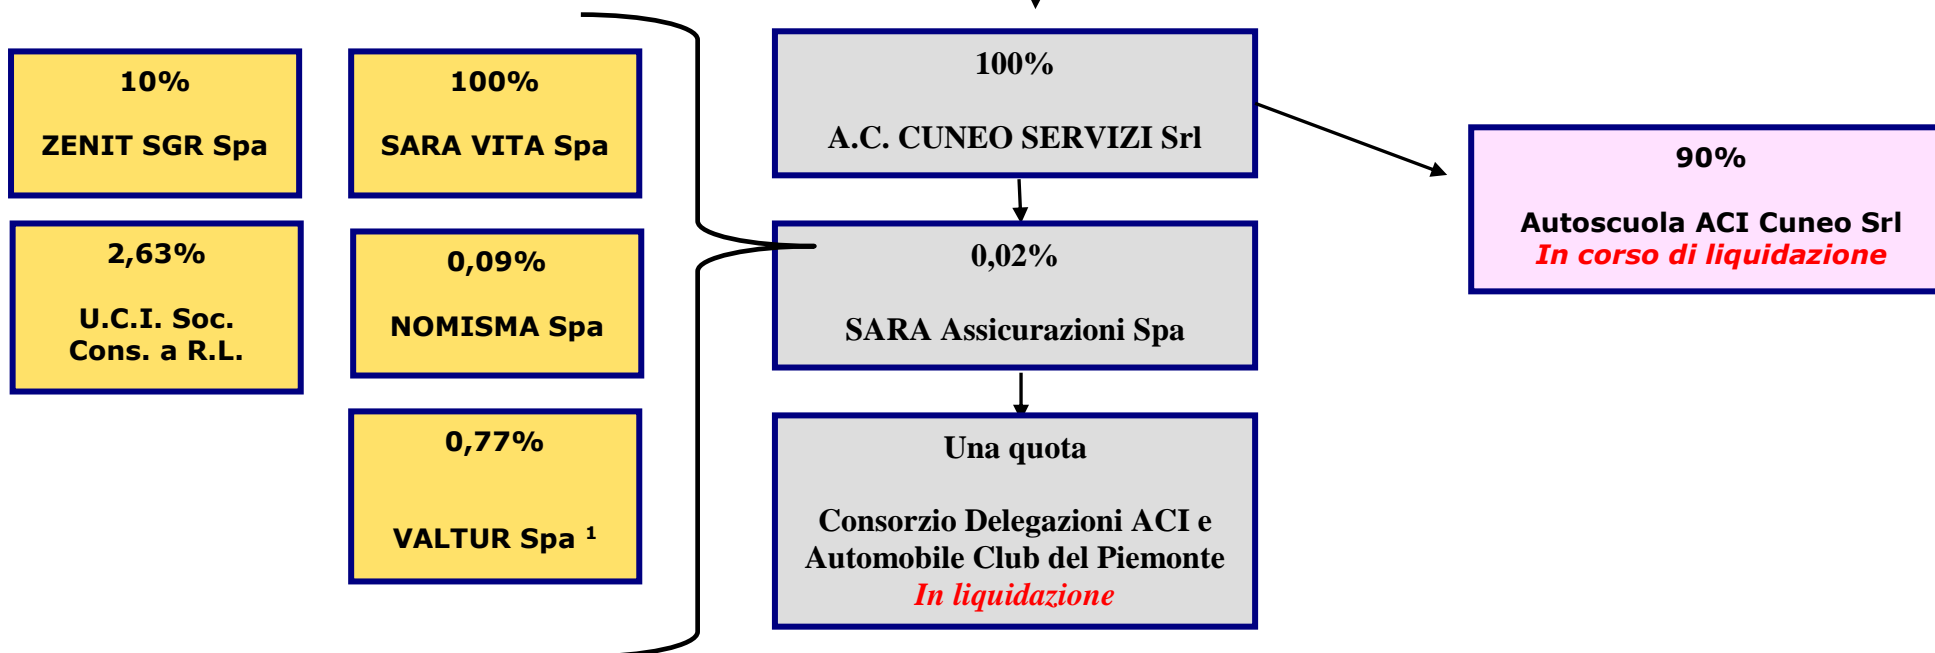 10%
ZENIT SGR Spa
100%
SARA VITA Spa
2,63%
U.C.I. Soc.
Cons. a R.L.
0,09%
NOMISMA Spa
0,77%
VALTUR Spa ¹
100%
A.C. CUNEO SERVIZI Srl
0,02%
SARA Assicurazioni Spa
Una quota
Consorzio Delegazioni ACI e
Automobile Club del Piemonte
In liquidazione
90%
Autoscuola ACI Cuneo Srl
In corso di liquidazione